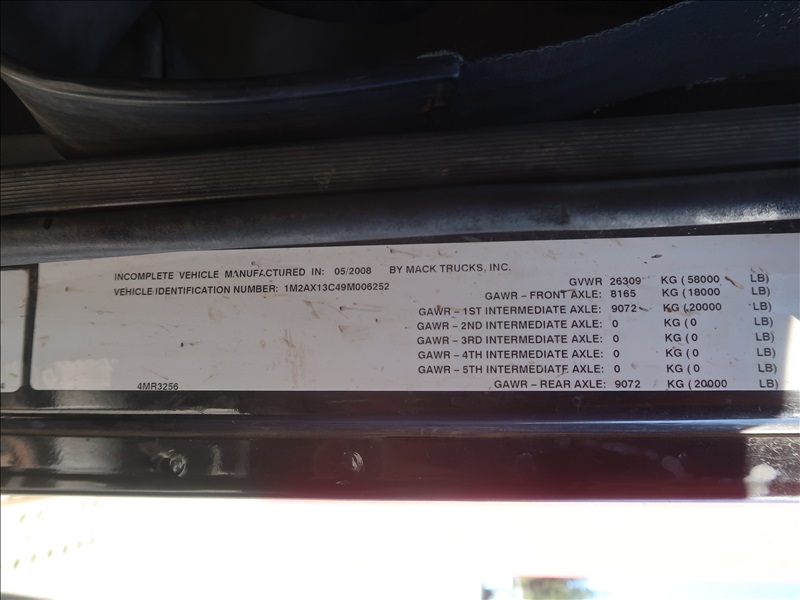 INCOMPLETE VEHICLE MANUFACTURED IN: 05/2008 BY MACK TRUCKS, INC.
VEHICLE IDENTIFICATION NUMBER: 1M2AX13C49M006252
GVWR 26309 KG (58000 LB)
GAWR – FRONT AXLE: 8165 KG (18000 LB)
GAWR – 1ST INTERMEDIATE AXLE: 9072 KG (20000 LB)
GAWR – 2ND INTERMEDIATE AXLE: 0 KG (0 LB)
GAWR – 3RD INTERMEDIATE AXLE: 0 KG (0 LB)
GAWR – 4TH INTERMEDIATE AXLE: 0 KG (0 LB)
GAWR – 5TH INTERMEDIATE AXLE: 0 KG (0 LB)
GAWR – REAR AXLE: 9072 KG (20000 LB)
4MR3256